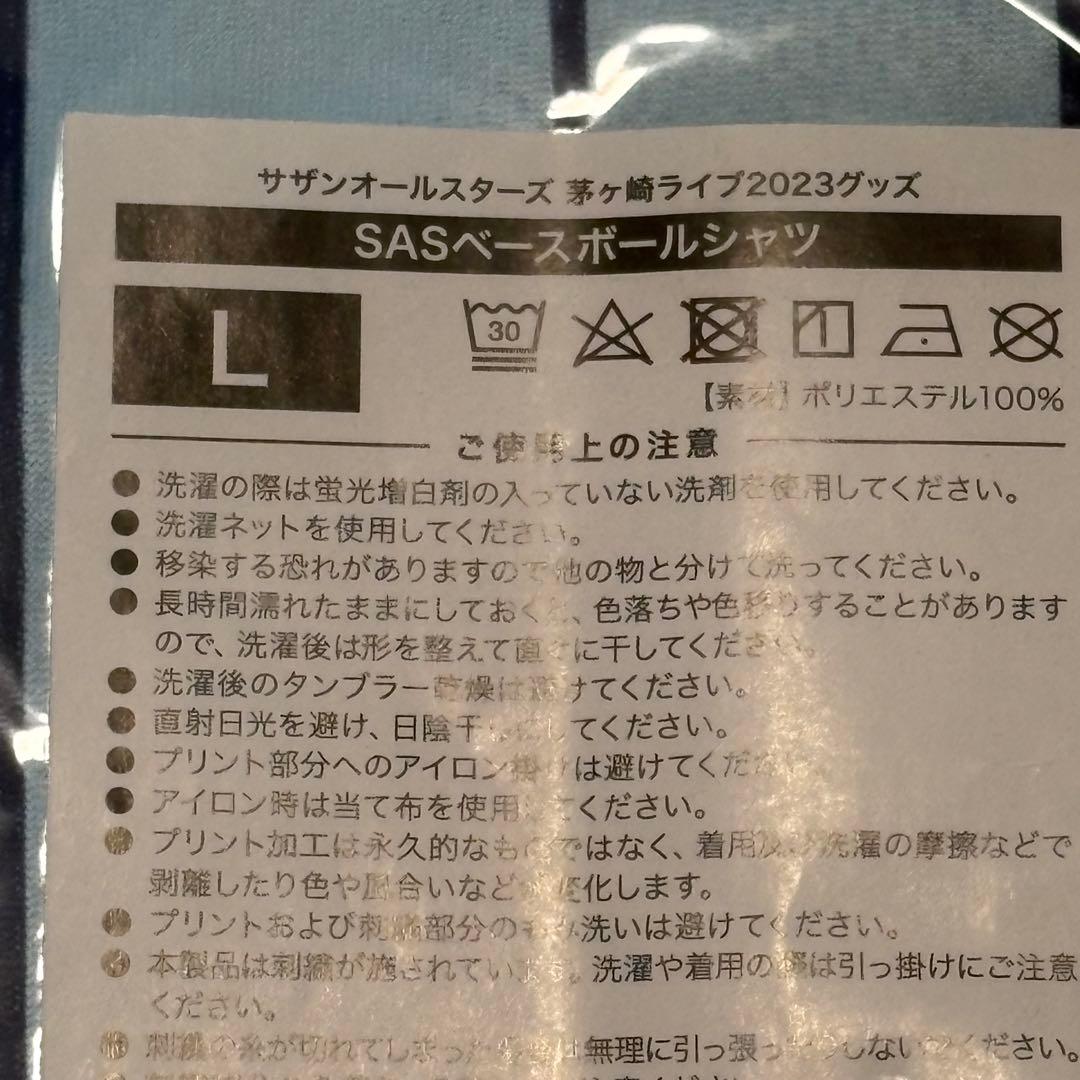 サザンオールスターズ 茅ヶ崎ライブ2023グッズ
SASベースボールシャツ
L
30
【素材】ポリエステル100%
ご使用上の注意
● 洗濯の際は蛍光増白剤の入っていない洗剤を使用してください。
● 洗濯ネットを使用してください。
● 移染する恐れがありますので他の物と分けて洗ってください。
● 長時間濡れたままにしておくと、色落ちや色移りすることがあります
ので、洗濯後は形を整えて直ぐに干してください。
● 洗濯後のタンブラー乾燥は避けてください。
● 直射日光を避け、日陰干しにしてください。
● プリント部分へのアイロン掛けは避けてください。
● アイロン時は当て布を使用してください。
● プリント加工は永久的なものではなく、着用及び洗濯の摩擦などで
剥離したり色や風合いなどが変化します。
● プリントおよび刺繍部分のもみ洗いは避けてください。
● 本製品は刺繍が施されています。洗濯や着用の際は引っ掛けにご注意
ください。
● 刺繍の糸が切れてしまった場合は無理に引っ張ったりしないでください。